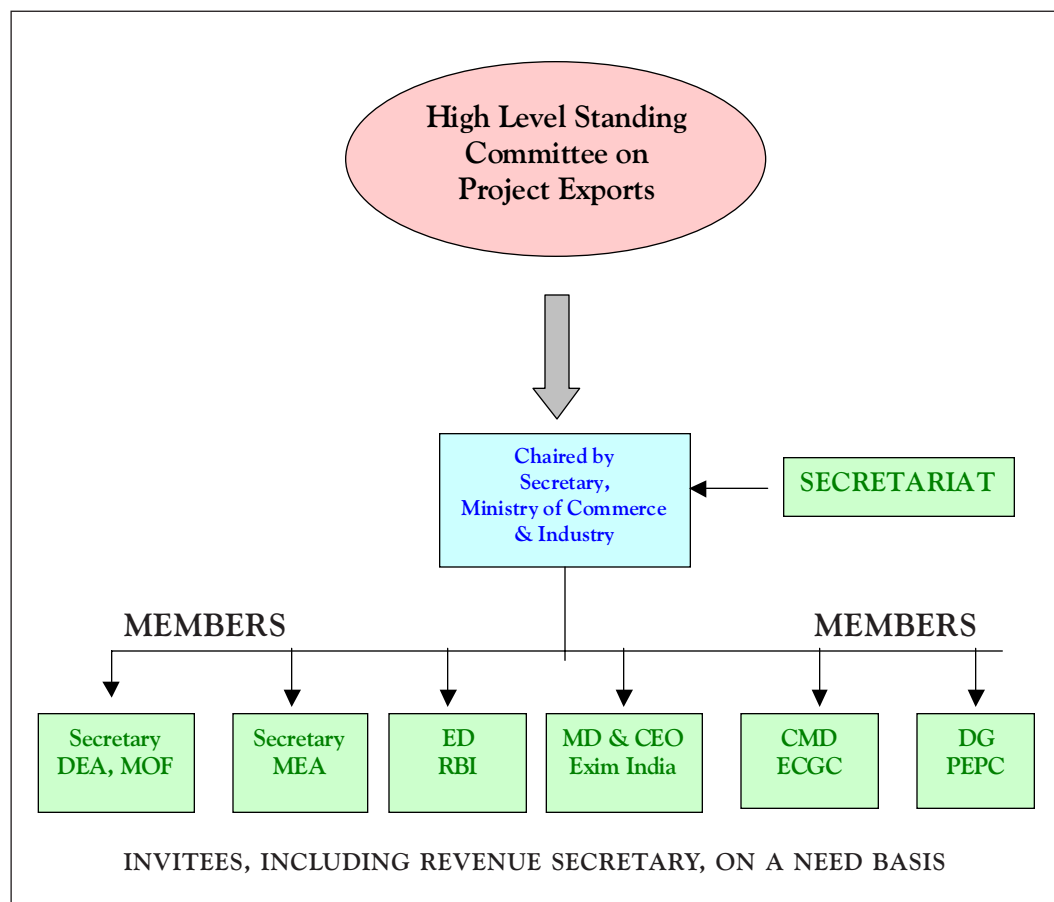 High Level Standing
Committee on
Project Exports
Chaired by
Secretary,
Ministry of Commerce
& Industry
SECRETARIAT
MEMBERS
MEMBERS
Secretary
DEA, MOF
Secretary
MEA
ED
RBI
MD & CEO
Exim India
CMD
ECGC
DG
PEPC
INVITEES, INCLUDING REVENUE SECRETARY, ON A NEED BASIS